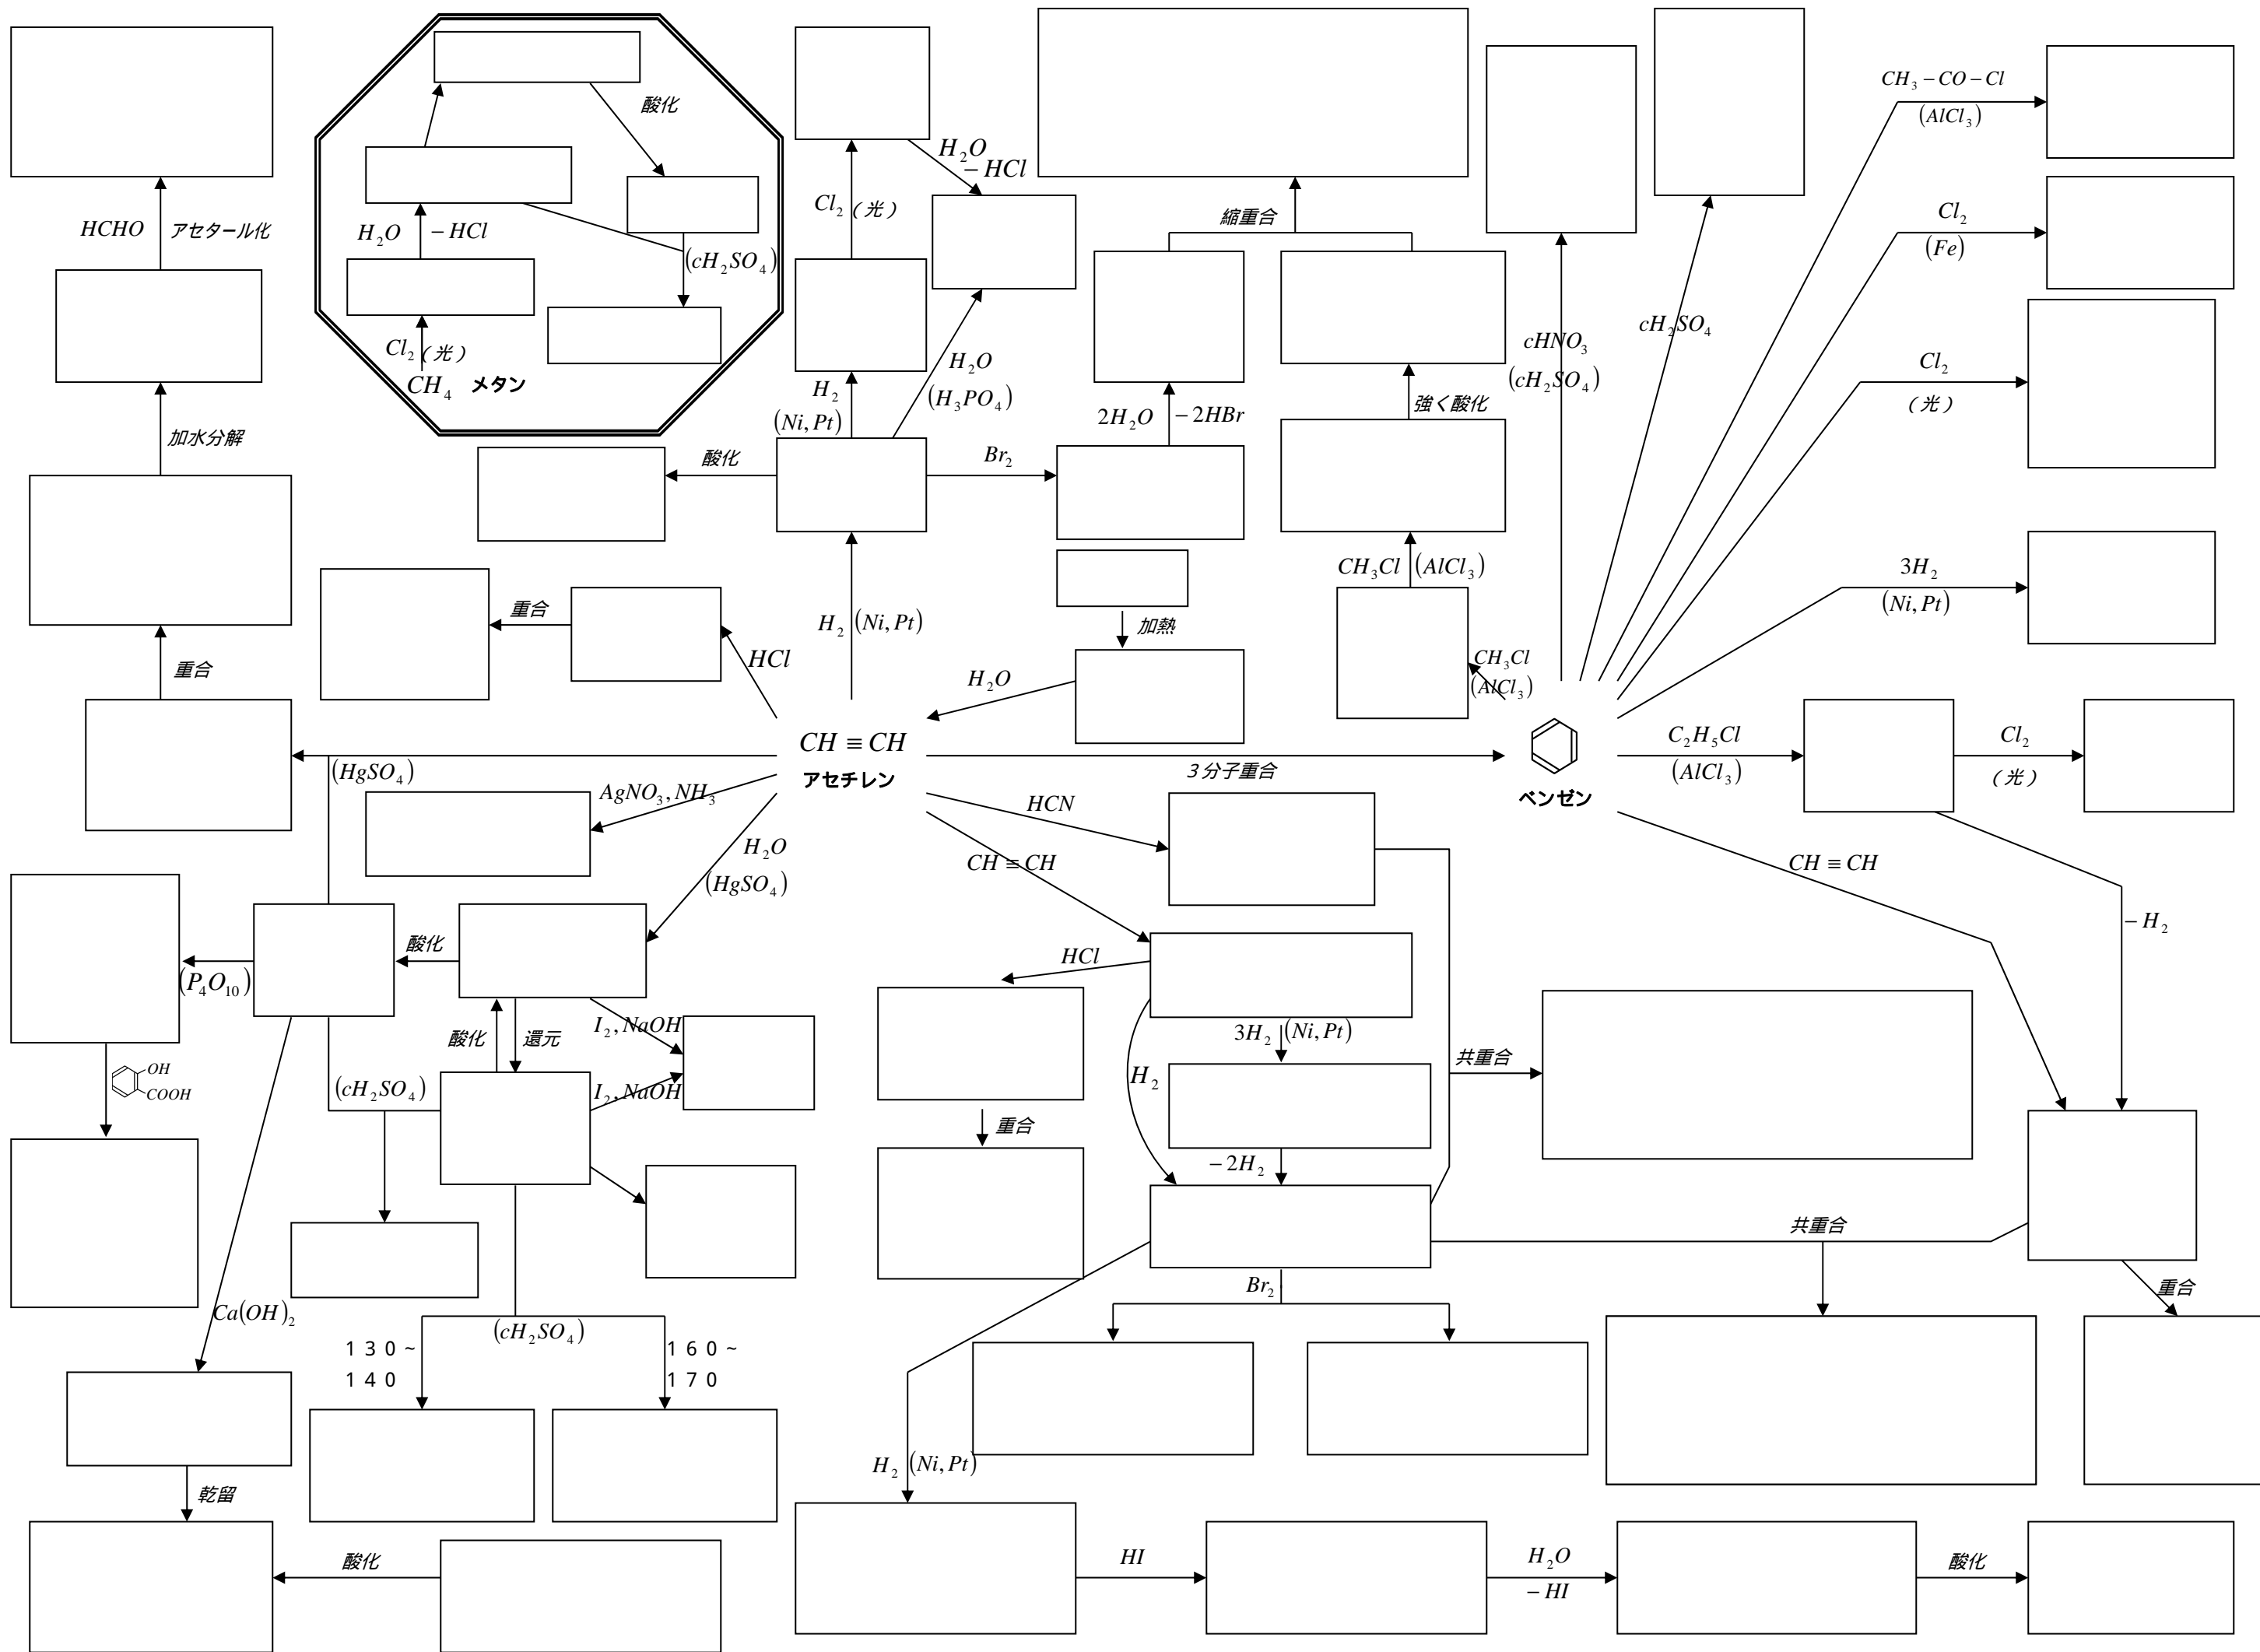 酸化
H₂O −HCl
(cH₂SO₄)
Cl₂(光)
CH₄ メタン
HCHO アセタール化
加水分解
重合
H₂O
−HCl
Cl₂(光)
H₂
(Ni,Pt)
H₂O
(H₃PO₄)
酸化
Br₂
縮重合
2H₂O −2HBr
強く酸化
CH₃Cl (AlCl₃)
加熱
H₂O
CH₃Cl
(AlCl₃)
cHNO₃
(cH₂SO₄)
cH₂SO₄
CH₃−CO−Cl
(AlCl₃)
Cl₂
(Fe)
Cl₂
(光)
3H₂
(Ni,Pt)
C₂H₅Cl
(AlCl₃)
Cl₂
(光)
重合
HCl
H₂ (Ni,Pt)
CH≡CH
アセチレン
3分子重合
ベンゼン
(HgSO₄)
AgNO₃,NH₃
H₂O
(HgSO₄)
HCN
CH≡CH
CH≡CH
−H₂
酸化
(P₄O₁₀)
OH
COOH
酸化 還元
I₂,NaOH
I₂,NaOH
(cH₂SO₄)
HCl
3H₂ (Ni,Pt)
H₂
共重合
重合
−2H₂
共重合
重合
Br₂
Ca(OH)₂
(cH₂SO₄)
130~
140
160~
170
乾留
H₂ (Ni,Pt)
酸化
HI
H₂O
−HI
酸化